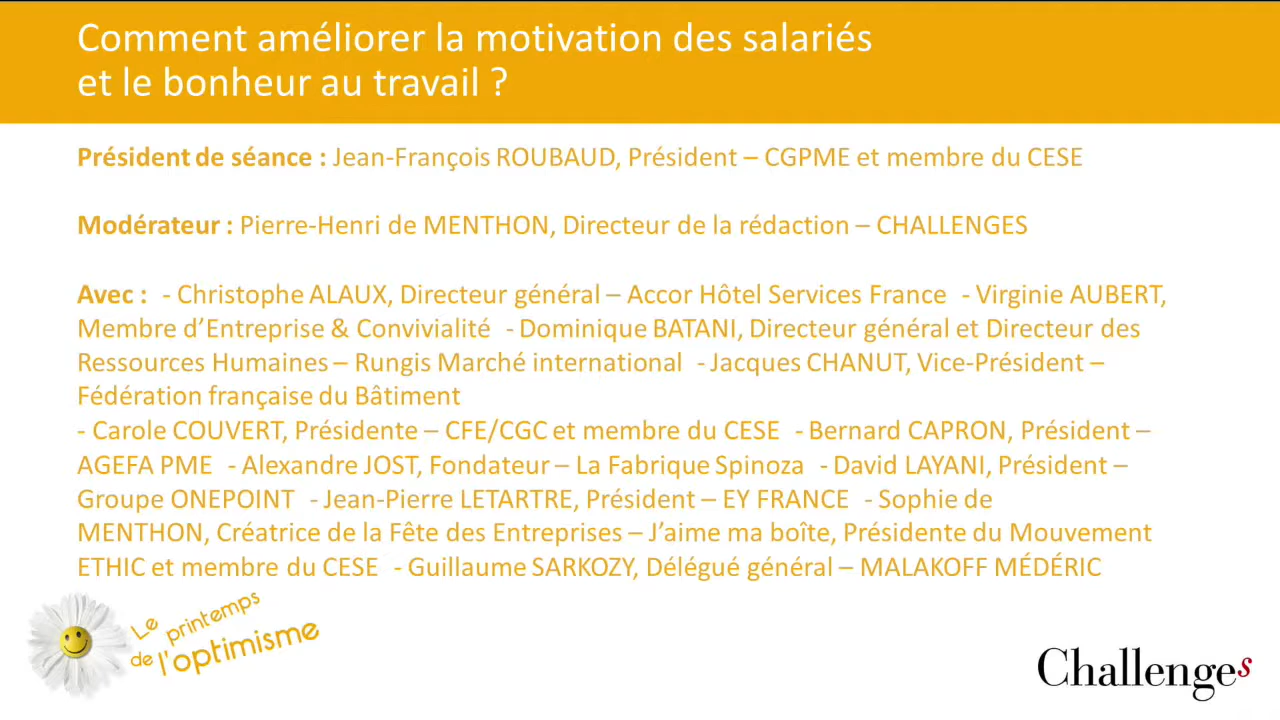 Comment améliorer la motivation des salariés
et le bonheur au travail ?
Président de séance : Jean-François ROUBAUD, Président – CGPME et membre du CESE
Modérateur : Pierre-Henri de MENTHON, Directeur de la rédaction – CHALLENGES
Avec : - Christophe ALAUX, Directeur général – Accor Hôtel Services France - Virginie AUBERT,
Membre d’Entreprise & Convivialité - Dominique BATANI, Directeur général et Directeur des
Ressources Humaines – Rungis Marché international - Jacques CHANUT, Vice-Président –
Fédération française du Bâtiment
- Carole COUVERT, Présidente – CFE/CGC et membre du CESE - Bernard CAPRON, Président –
AGEFA PME - Alexandre JOST, Fondateur – La Fabrique Spinoza - David LAYANI, Président –
Groupe ONEPOINT - Jean-Pierre LETARTRE, Président – EY FRANCE - Sophie de
MENTHON, Créatrice de la Fête des Entreprises – J’aime ma boîte, Présidente du Mouvement
ETHIC et membre du CESE - Guillaume SARKOZY, Délégué général – MALAKOFF MÉDÉRIC
Le printemps
de l'optimisme
Challenges